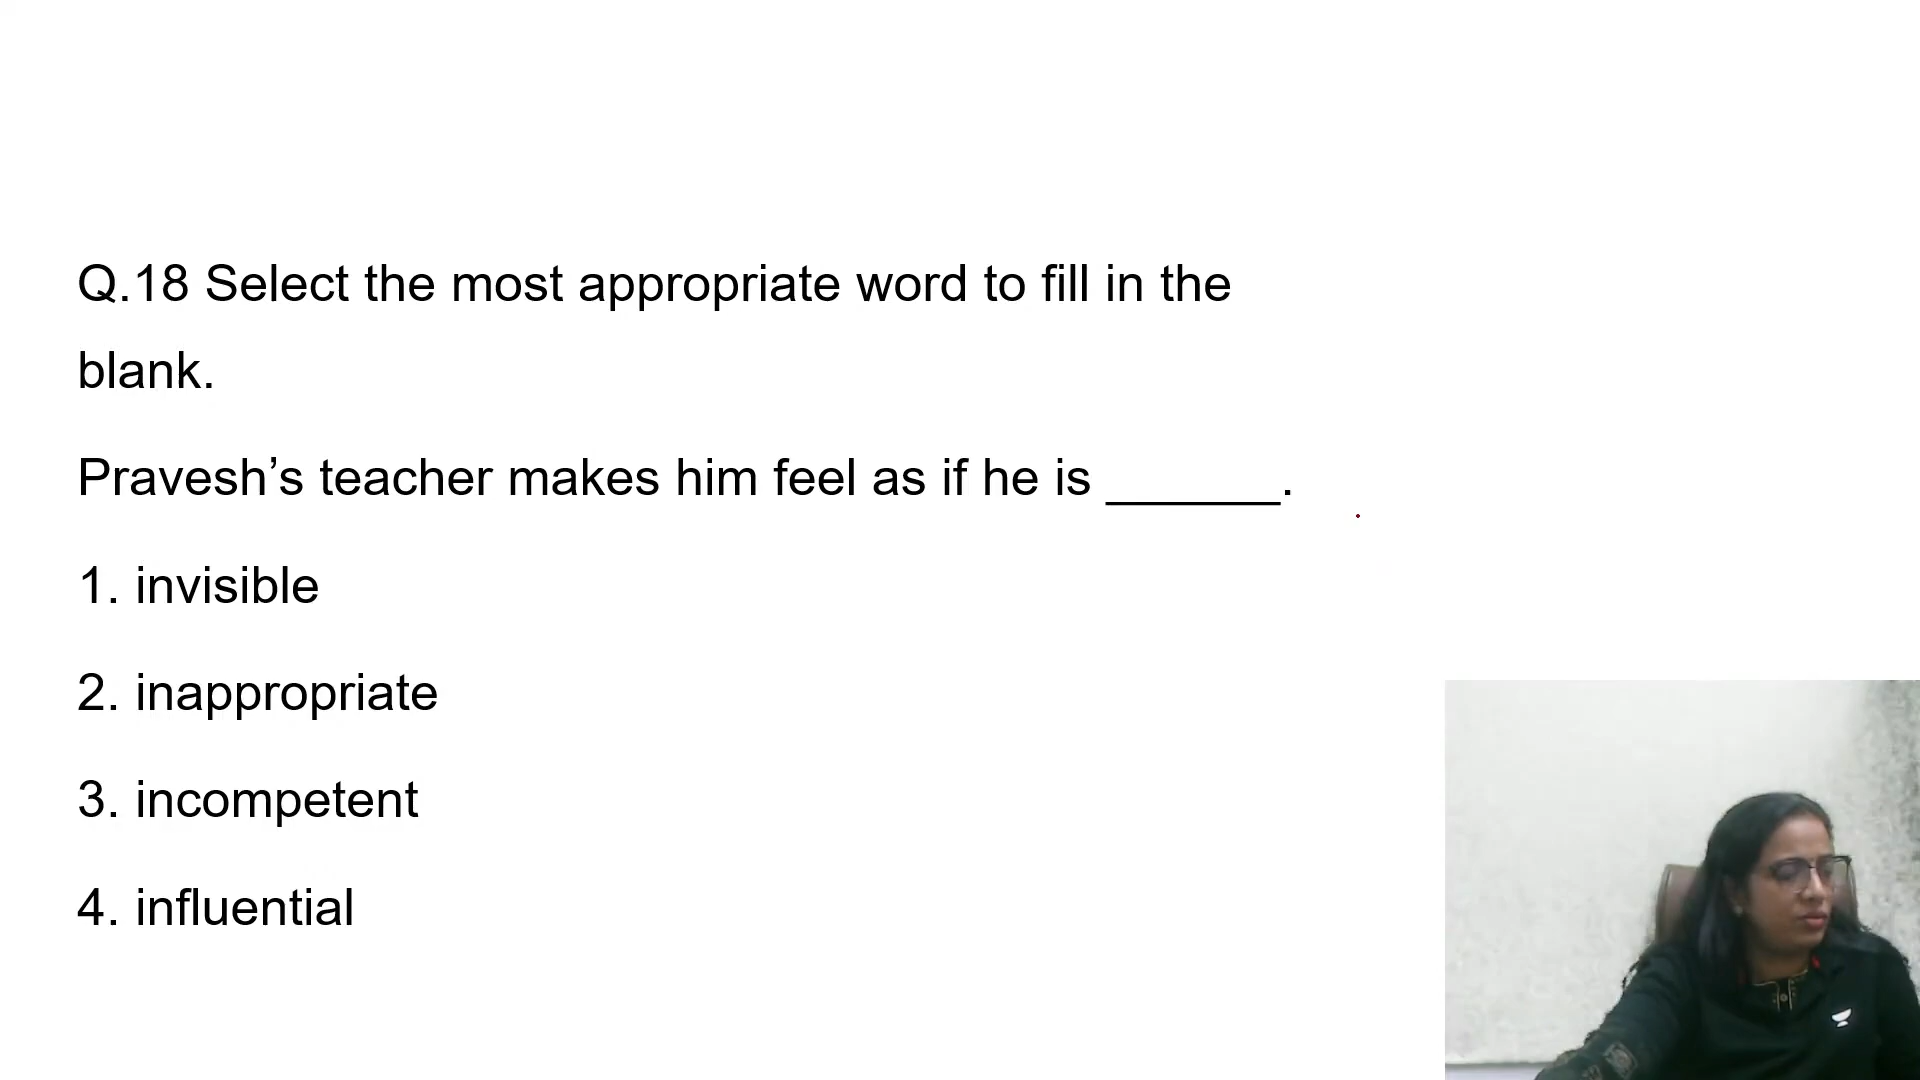 Q.18 Select the most appropriate word to fill in the
blank.
Pravesh’s teacher makes him feel as if he is ______.
1. invisible
2. inappropriate
3. incompetent
4. influential